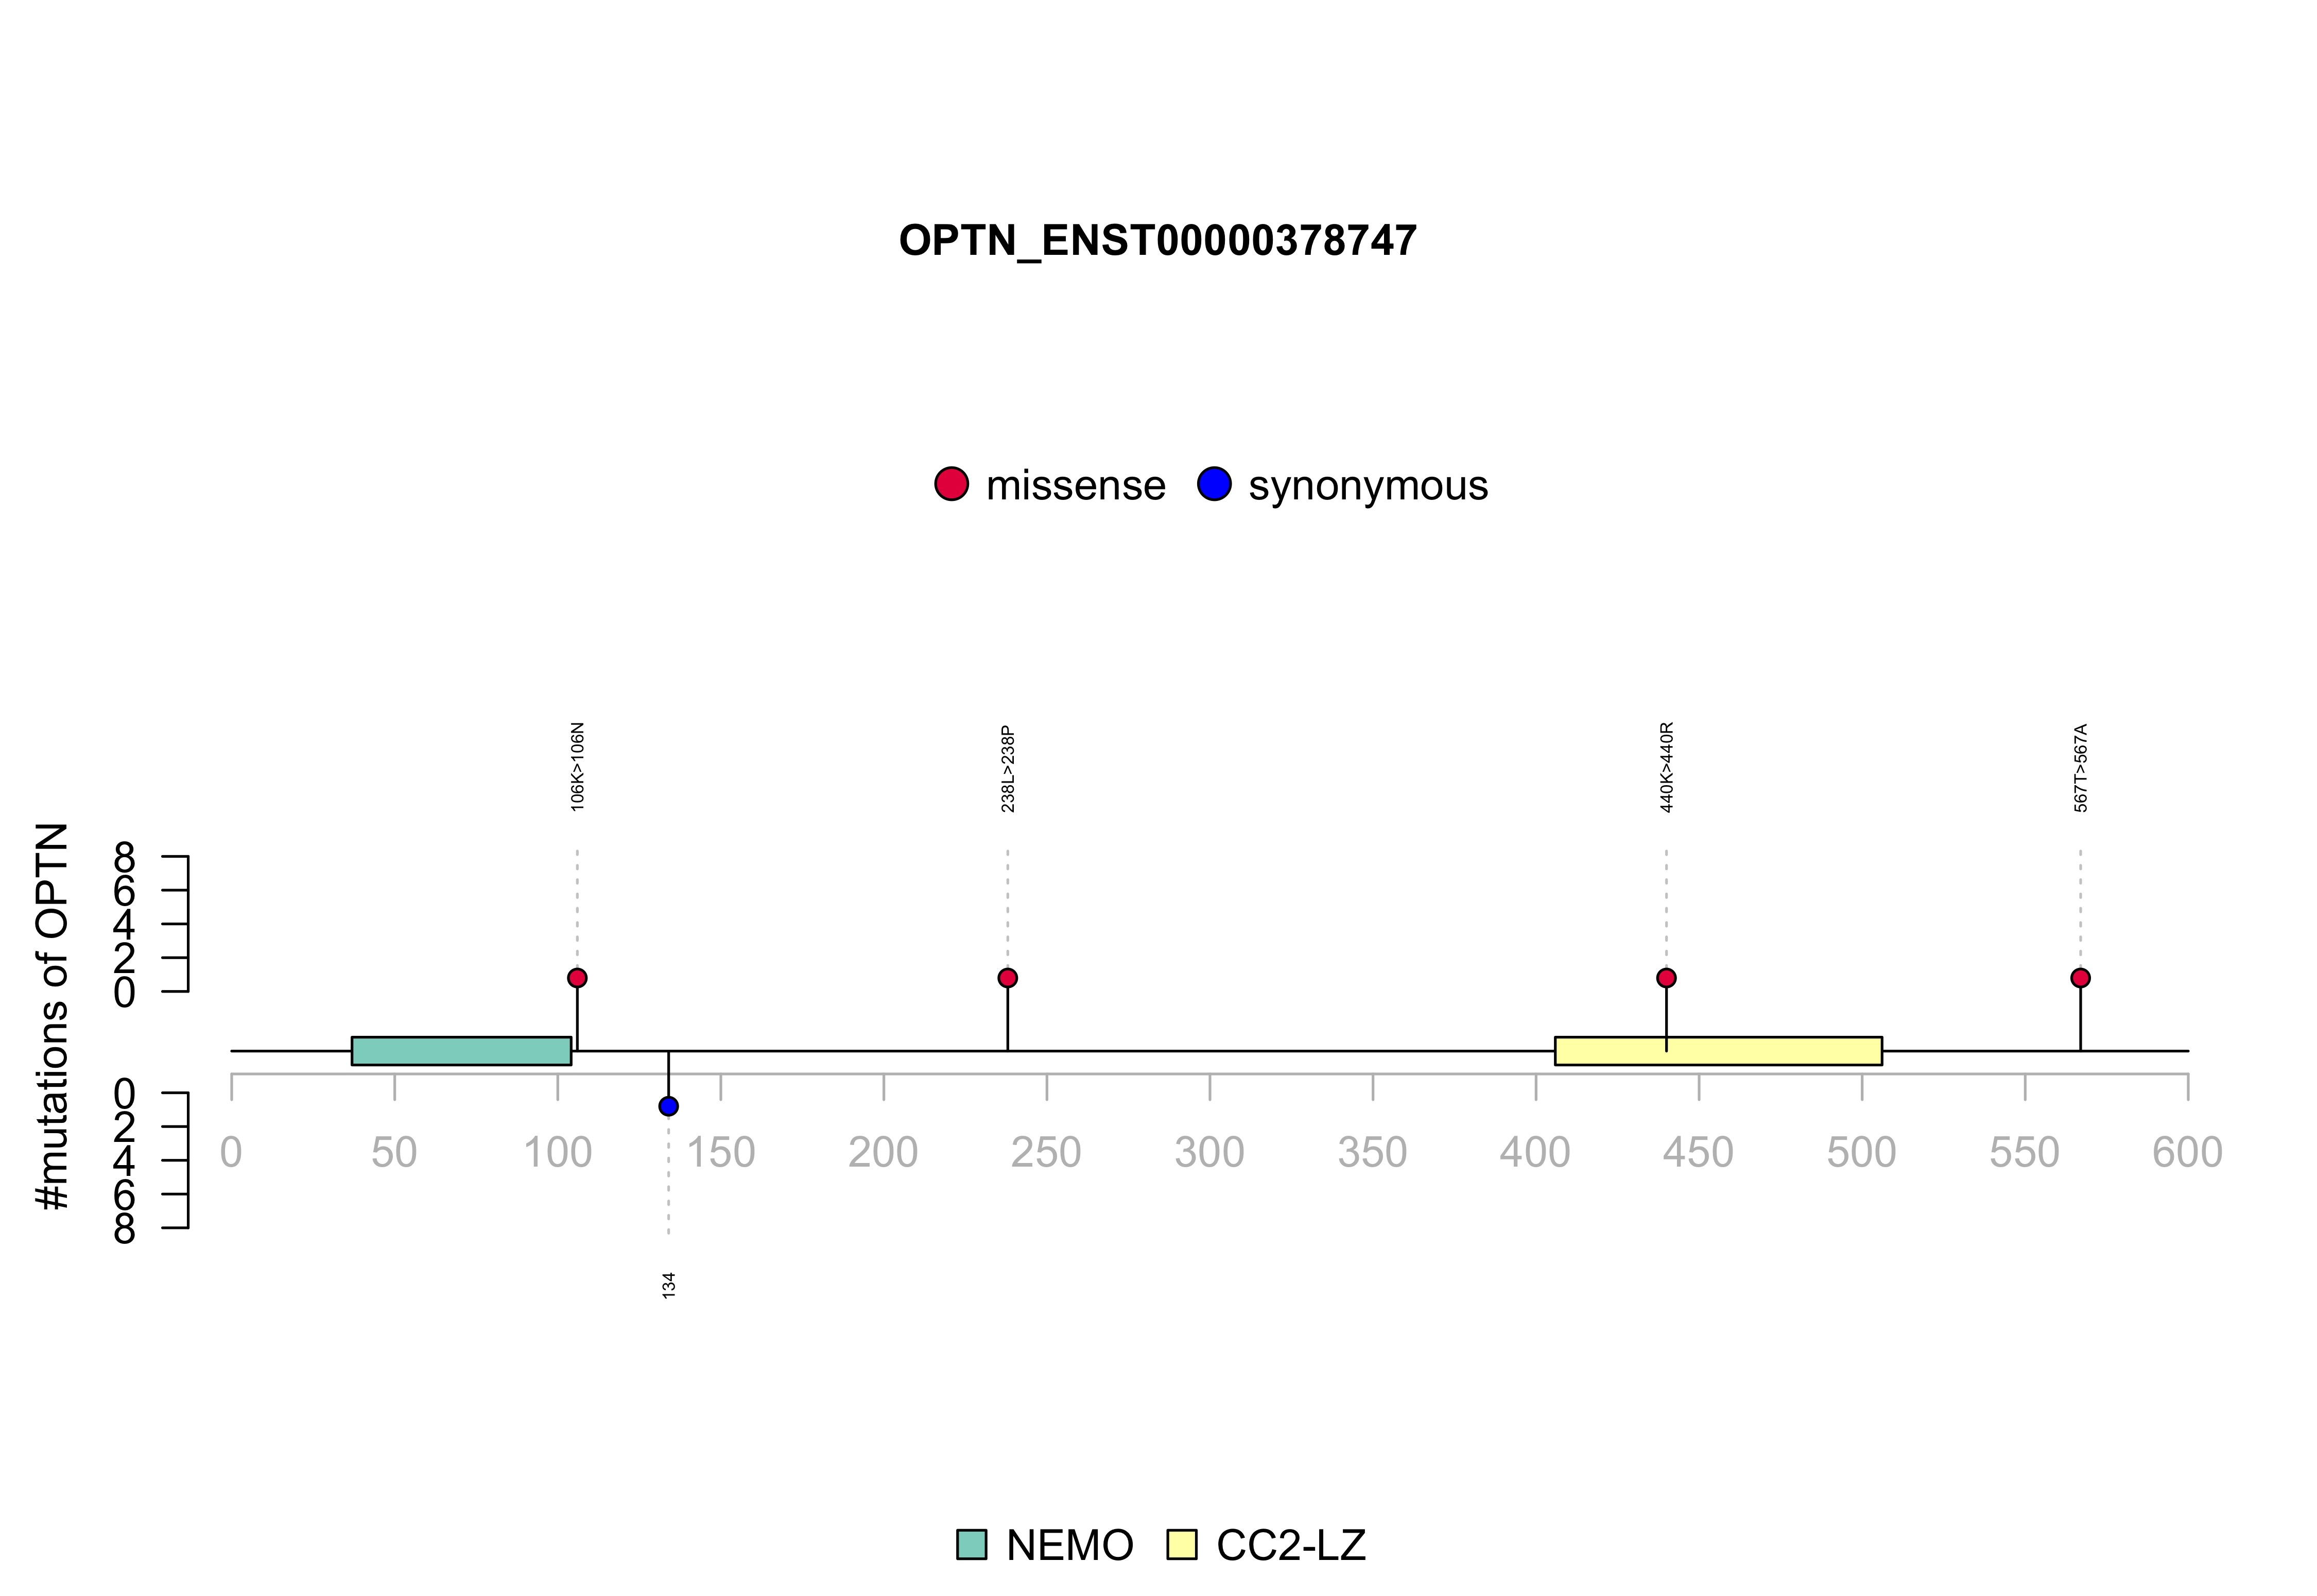 OPTN_ENST00000378747
missense synonymous
106K>106N 238L>238P 440K>440R 567T>567A
#mutations of OPTN
8
6
4
2
0
0
2
4
6
8
0 50 100 150 200 250 300 350 400 450 500 550 600
134
NEMO CC2-LZ